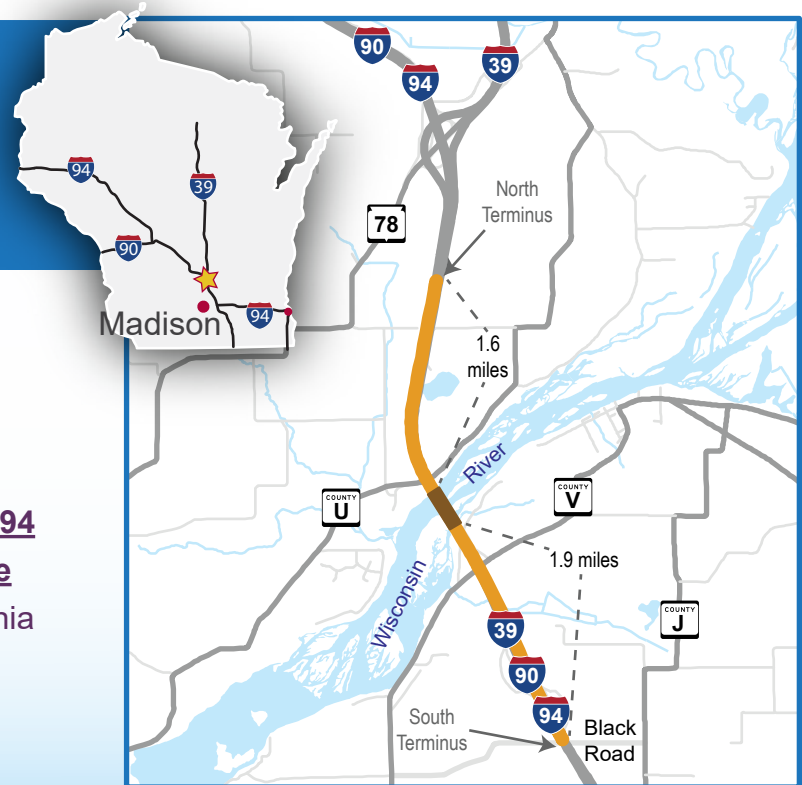 94
39
90
94
Madison
94
e
nia
90
94
39
78
North
Terminus
1.6
miles
River
COUNTY
U
COUNTY
V
1.9 miles
Wisconsin
COUNTY
J
39
90
94
South
Terminus
Black
Road